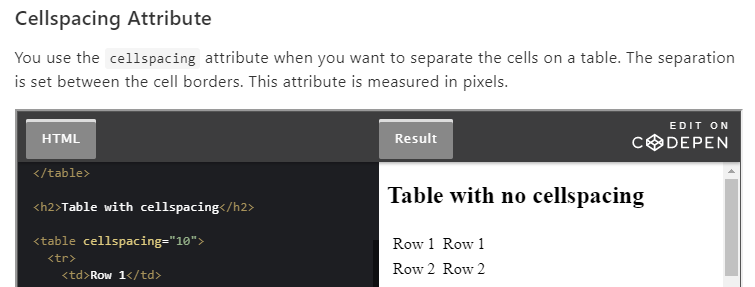 Cellspacing Attribute
You use the cellspacing attribute when you want to separate the cells on a table. The separation
is set between the cell borders. This attribute is measured in pixels.
HTML
Result
EDIT ON
CODEPEN
</table>
<h2>Table with cellspacing</h2>
<table cellspacing="10">
<tr>
<td>Row 1</td>
Table with no cellspacing
Row 1 Row 1
Row 2 Row 2